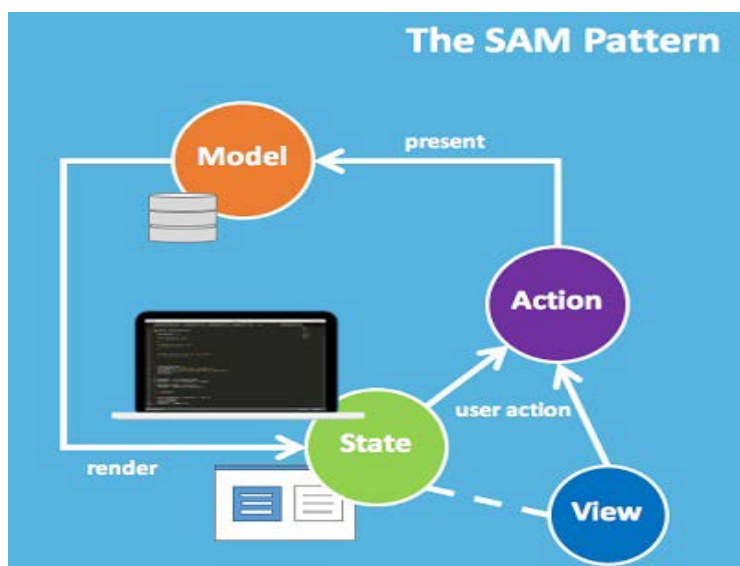 The SAM Pattern
Model
present
Action
user action
State
render
View